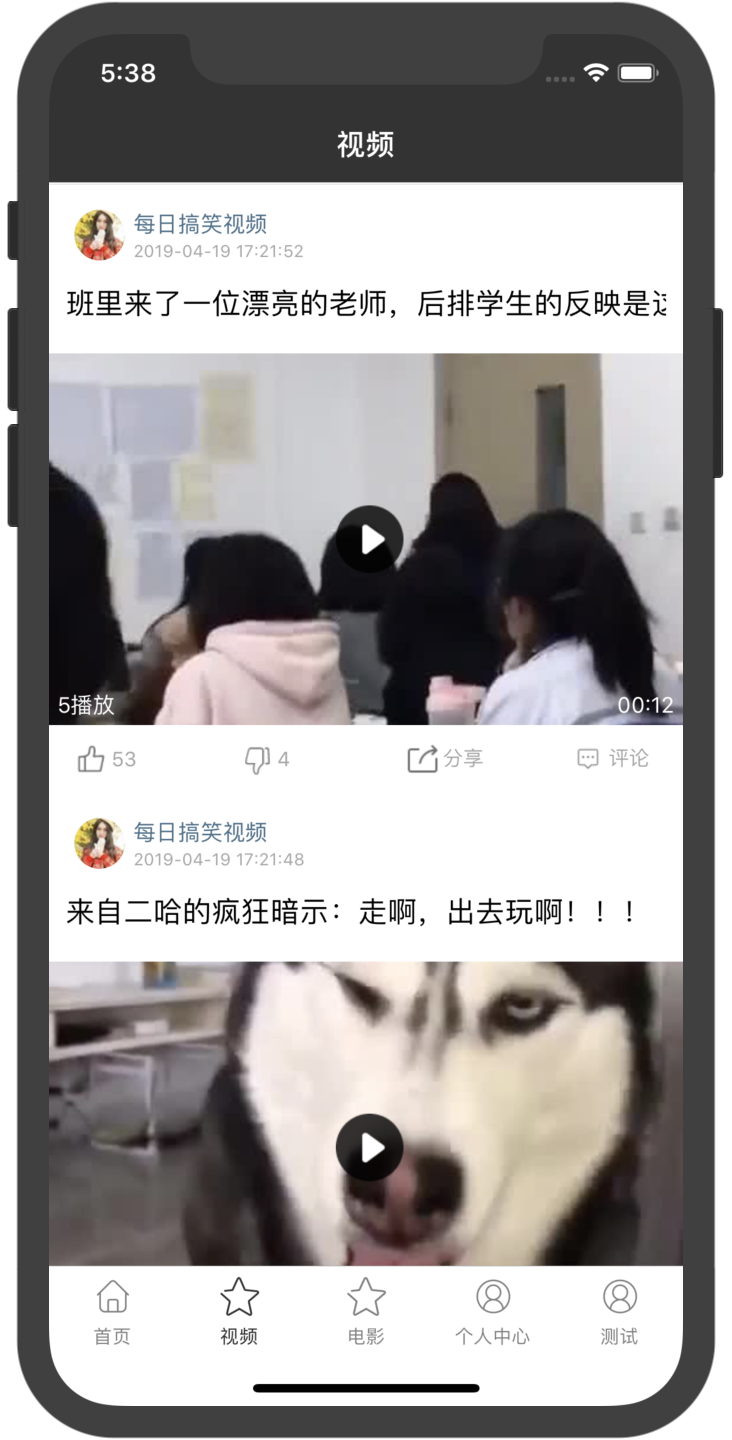 5:38
视频
每日搞笑视频
2019-04-19 17:21:52
班里来了一位漂亮的老师，后排学生的反映是
5播放
00:12
53
4
分享
评论
每日搞笑视频
2019-04-19 17:21:48
来自二哈的疯狂暗示：走啊，出去玩啊！！！
首页
视频
电影
个人中心
测试